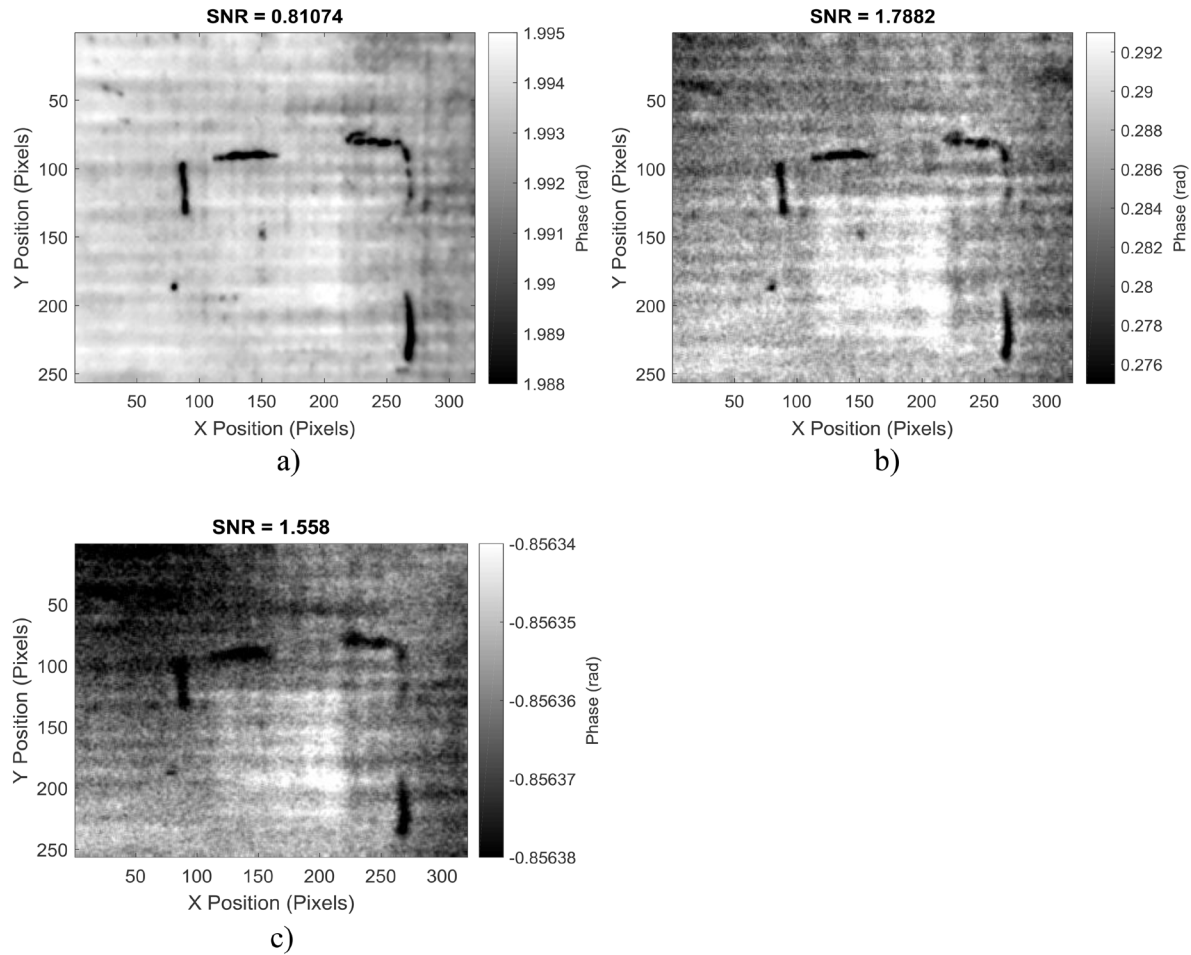 SNR = 0.81074
1.995
1.994
1.993
1.992
1.991
1.99
1.989
1.988
Phase (rad)
50
100
150
200
250
Y Position (Pixels)
50 100 150 200 250 300
X Position (Pixels)
a)
SNR = 1.7882
0.292
0.29
0.288
0.286
0.284
0.282
0.28
0.278
0.276
Phase (rad)
50
100
150
200
250
Y Position (Pixels)
50 100 150 200 250 300
X Position (Pixels)
b)
SNR = 1.558
-0.85634
-0.85635
-0.85636
-0.85637
-0.85638
Phase (rad)
50
100
150
200
250
Y Position (Pixels)
50 100 150 200 250 300
X Position (Pixels)
c)